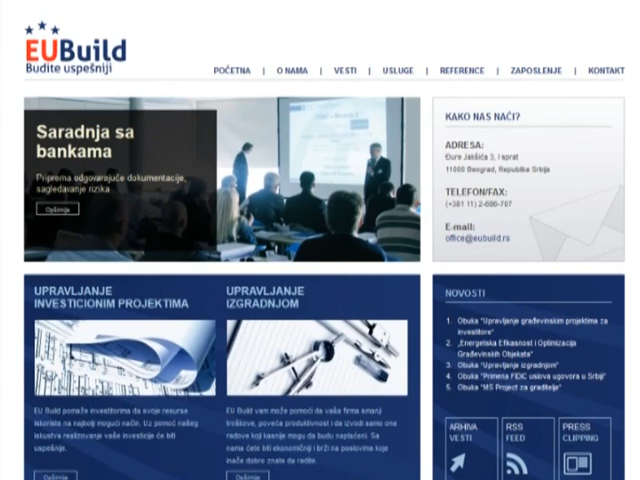 EUBuild
Budite uspešniji
POČETNA | O NAMA | VESTI | USLUGE | REFERENCE | ZAPOSLENJE | KONTAKT
Saradnja sa
bankama
Priprema odgovarajuće dokumentacije,
sagledavanje rizika
Opširnije
KAKO NAS NAĆI?
ADRESA:
Đure Jakšića 3, I sprat
11000 Beograd, Republika Srbija
TELEFON/FAX:
(+381 11) 2-686-707
E-mail:
office@eubuild.rs
UPRAVLJANJE
INVESTICIONIM PROJEKTIMA
EU Build pomaže investitorima da svoje resurse
iskoriste na najbolji mogući način. Uz pomoć našeg
iskustva realizovanje vaše investicije će biti
uspešnije.
Opširnije
UPRAVLJANJE
IZGRADNJOM
EU Build vam može pomoći da vaša firma smanji
troškove, poveća produktivnost i da izvodi samo one
radove koji kasnije mogu da budu naplaćeni. Sa
nama ćete biti ekonomičniji i brži na poslovima koje
inače dobro znate da radite.
Opširnije
NOVOSTI
1. Obuka "Upravljanje građevinskim projektima za
investitore"
2. „Energetska Efikasnost i Optimizacija
Građevinskih Objekata"
3. Obuka "Upravljanje izgradnjom"
4. Obuka "Primena FIDIC uslova ugovora u Srbiji"
5. Obuka "MS Project za graditelje"
ARHIVA
VESTI
RSS
FEED
PRESS
CLIPPING